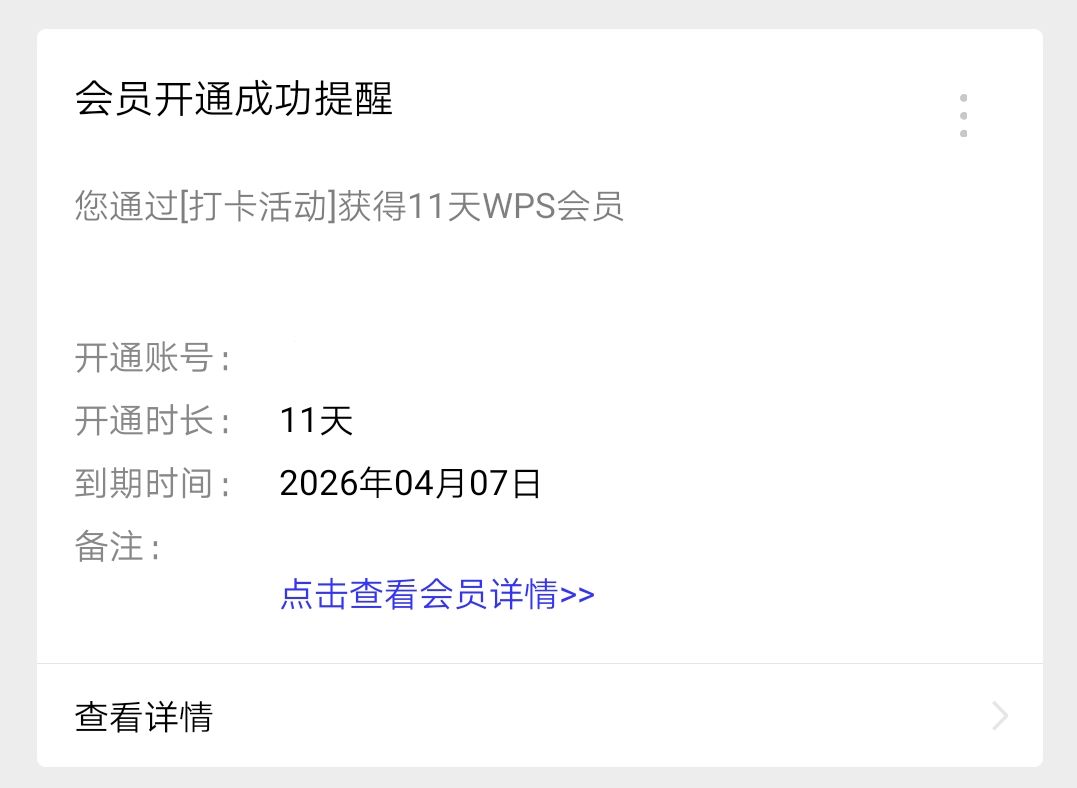 会员开通成功提醒
您通过[打卡活动]获得11天WPS会员
开通账号：
开通时长： 11天
到期时间： 2026年04月07日
备注：
点击查看会员详情>>
查看详情